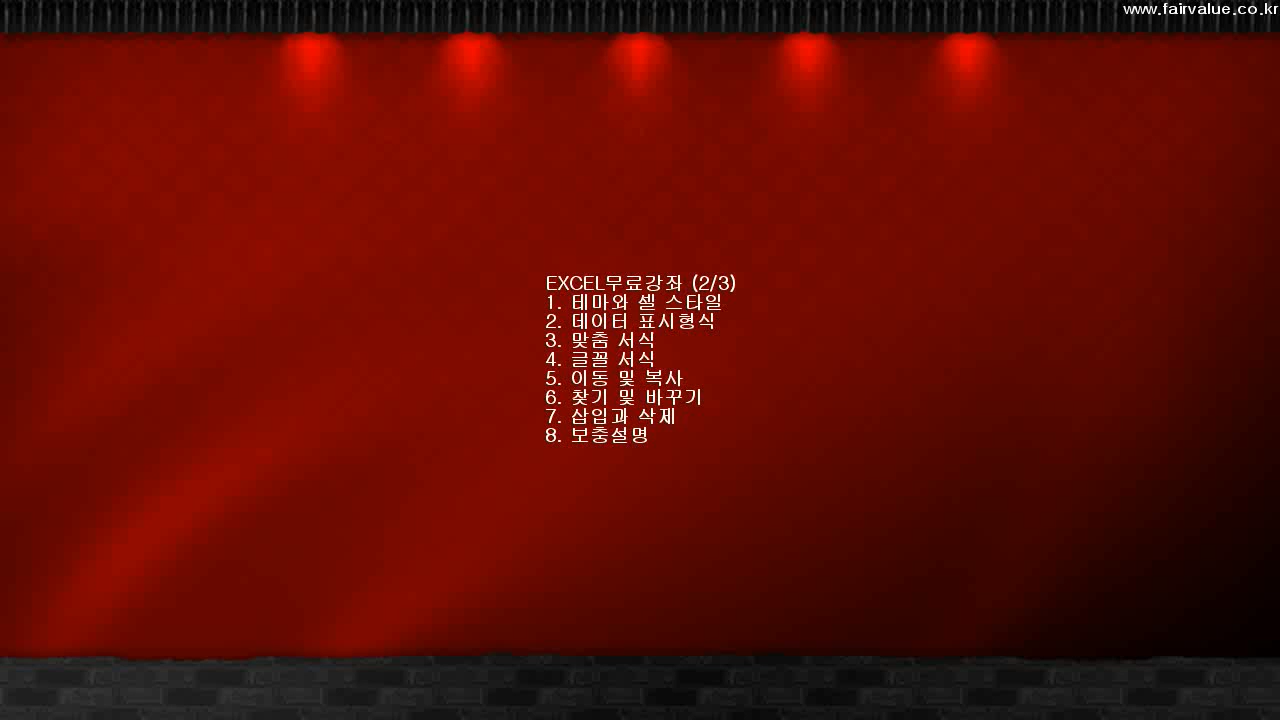 www.fairvalue.co.kr
EXCEL무료강좌 (2/3)
1. 테마와 셀 스타일
2. 데이터 표시형식
3. 맞춤 서식
4. 글꼴 서식
5. 이동 및 복사
6. 찾기 및 바꾸기
7. 삽입과 삭제
8. 보충설명